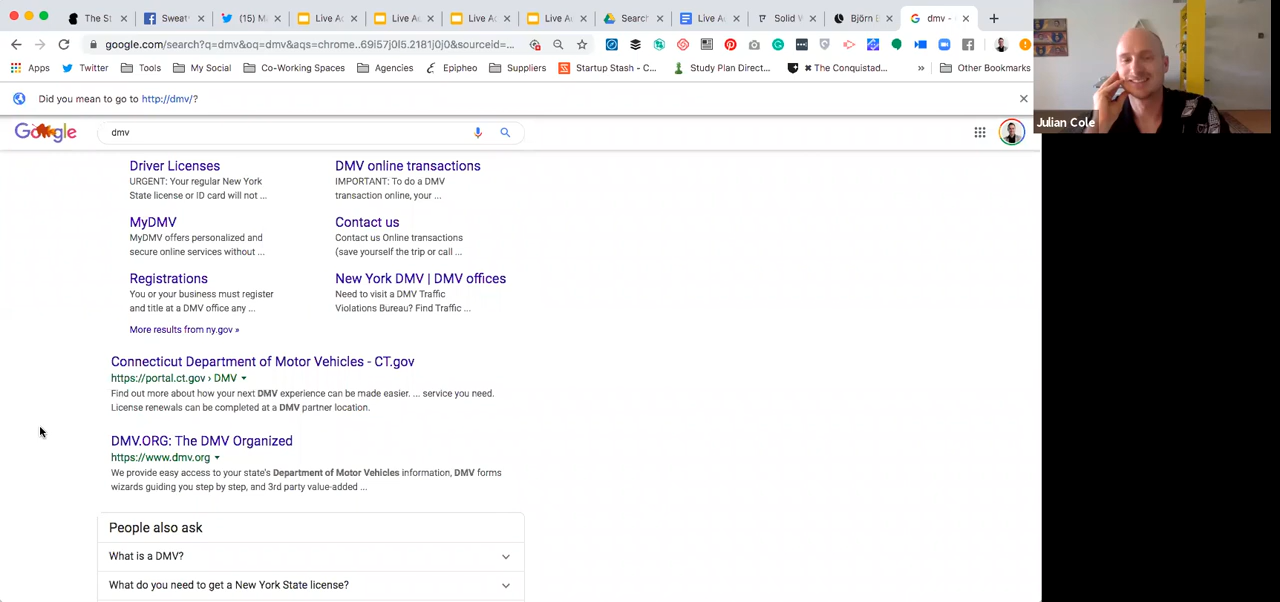 The St
Sweat
(15) M
Live Ac
Live Ac
Live Ac
Live Ac
Search
Live Ac
Solid W
Björn B
dmv -
google.com/search?q=dmv&oq=dmv&aqs=chrome..69i57j0l5.2181j0j0&sourceid=...
Apps Twitter Tools My Social Co-Working Spaces Agencies Epipheo Suppliers Startup Stash - C... Study Plan Direct... ✖ The Conquistad... » Other Bookmarks
Did you mean to go to http://dmv/?
Julian Cole
Google
dmv
Driver Licenses
URGENT: Your regular New York
State license or ID card will not ...
DMV online transactions
IMPORTANT: To do a DMV
transaction online, your ...
MyDMV
MyDMV offers personalized and
secure online services without ...
Contact us
Contact us Online transactions
(save yourself the trip or call ...
Registrations
You or your business must register
and title at a DMV office any ...
New York DMV | DMV offices
Need to visit a DMV Traffic
Violations Bureau? Find Traffic ...
More results from ny.gov »
Connecticut Department of Motor Vehicles - CT.gov
https://portal.ct.gov › DMV
Find out more about how your next DMV experience can be made easier. ... service you need.
License renewals can be completed at a DMV partner location.
DMV.ORG: The DMV Organized
https://www.dmv.org
We provide easy access to your state's Department of Motor Vehicles information, DMV forms
wizards guiding you step by step, and 3rd party value-added ...
People also ask
What is a DMV?
What do you need to get a New York State license?